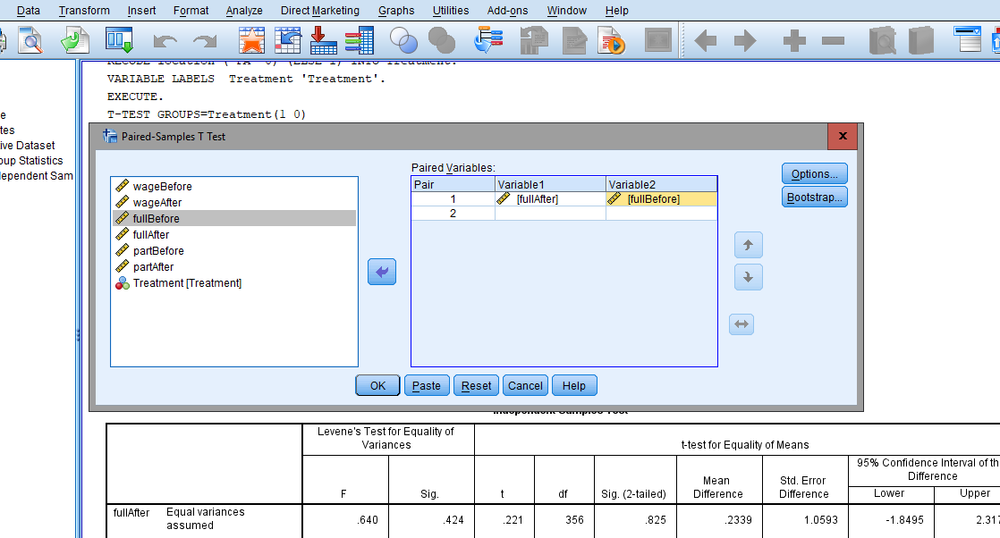 Data Transform Insert Format Analyze Direct Marketing Graphs Utilities Add-ons Window Help
VARIABLE LABELS Treatment 'Treatment'.
EXECUTE.
T-TEST GROUPS=Treatment(1 0)
e
tes
ive Dataset
oup Statistics
dependent Sam
Paired-Samples T Test
x
wageBefore
wageAfter
fullBefore
fullAfter
partBefore
partAfter
Treatment [Treatment]
Paired Variables:
Pair Variable1 Variable2
1 [fullAfter] [fullBefore]
2
Options...
Bootstrap...
OK Paste Reset Cancel Help
Independent Samples Test
Levene's Test for Equality of
Variances
t-test for Equality of Means
F Sig. t df Sig. (2-tailed)
Mean
Difference
Std. Error
Difference
95% Confidence Interval of th
Difference
Lower Upper
fullAfter Equal variances
assumed
.640 .424 .221 356 .825 .2339 1.0593 -1.8495 2.317